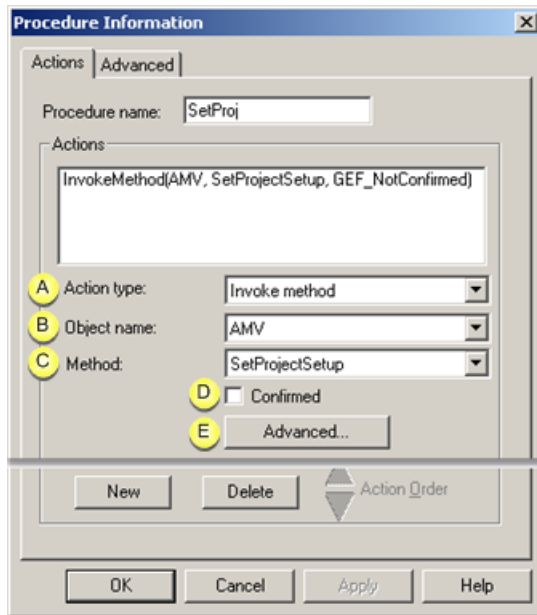 Procedure Information
Actions Advanced
Procedure name: SetProj
Actions
InvokeMethod(AMV, SetProjectSetup, GEF_NotConfirmed)
A Action type: Invoke method
B Object name: AMV
C Method: SetProjectSetup
D Confirmed
E Advanced...
New Delete Action Order
OK Cancel Apply Help